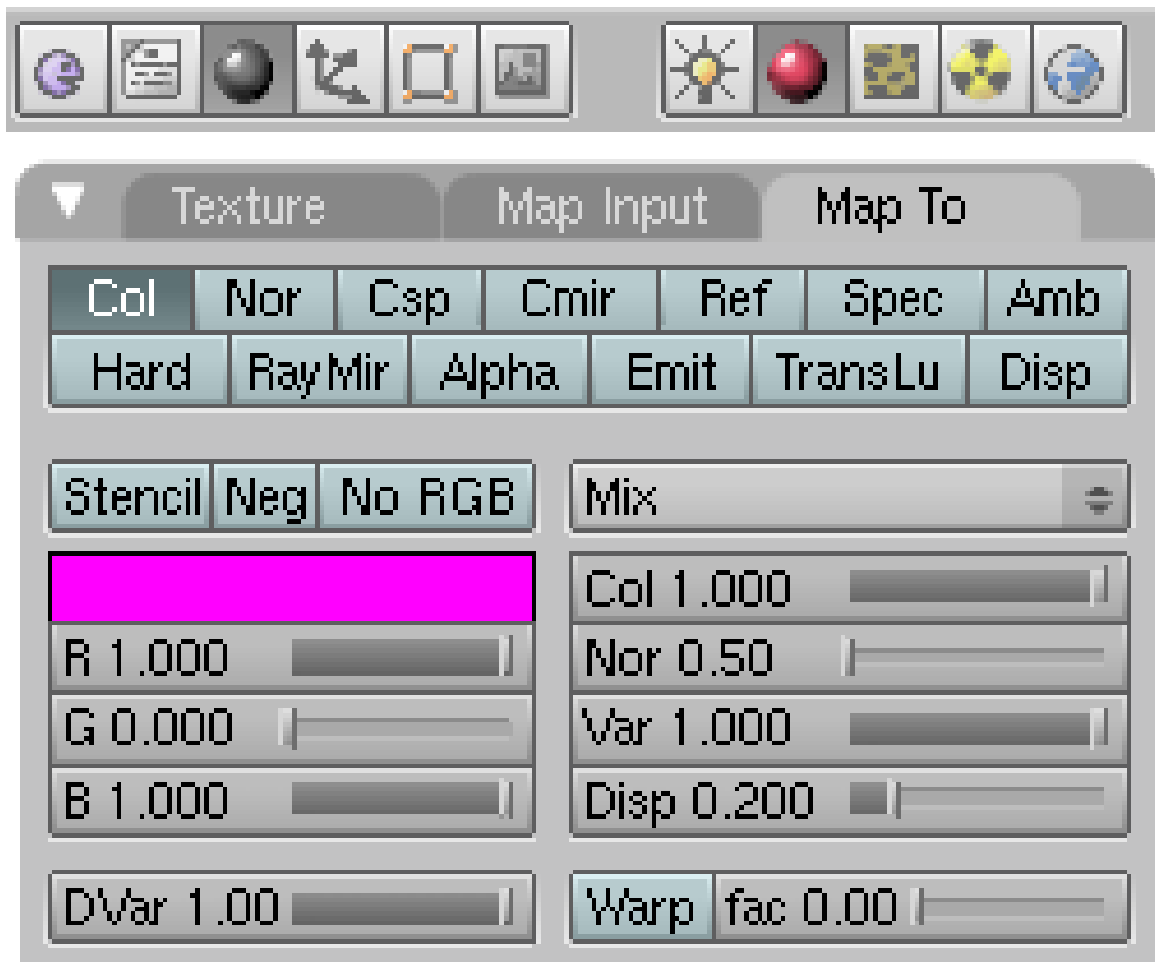 Texture Map Input Map To
Col Nor Csp Cmir Ref Spec Amb
Hard RayMir Alpha Emit TransLu Disp
Stencil Neg No RGB Mix
Col 1.000
R 1.000 Nor 0.50
G 0.000 Var 1.000
B 1.000 Disp 0.200
DVar 1.00 Warp fac 0.00